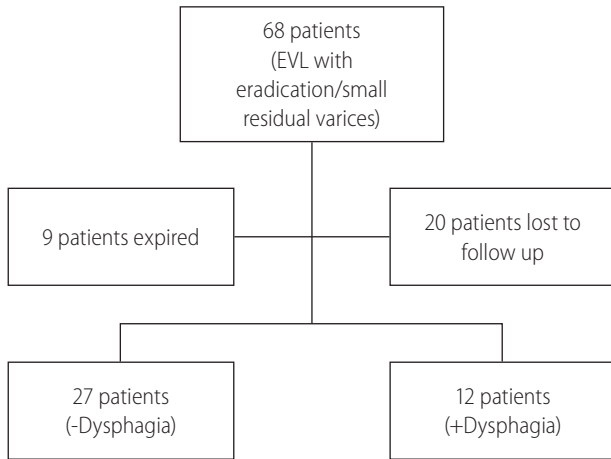 68 patients
(EVL with
eradication/small
residual varices)
9 patients expired
20 patients lost to
follow up
27 patients
(-Dysphagia)
12 patients
(+Dysphagia)